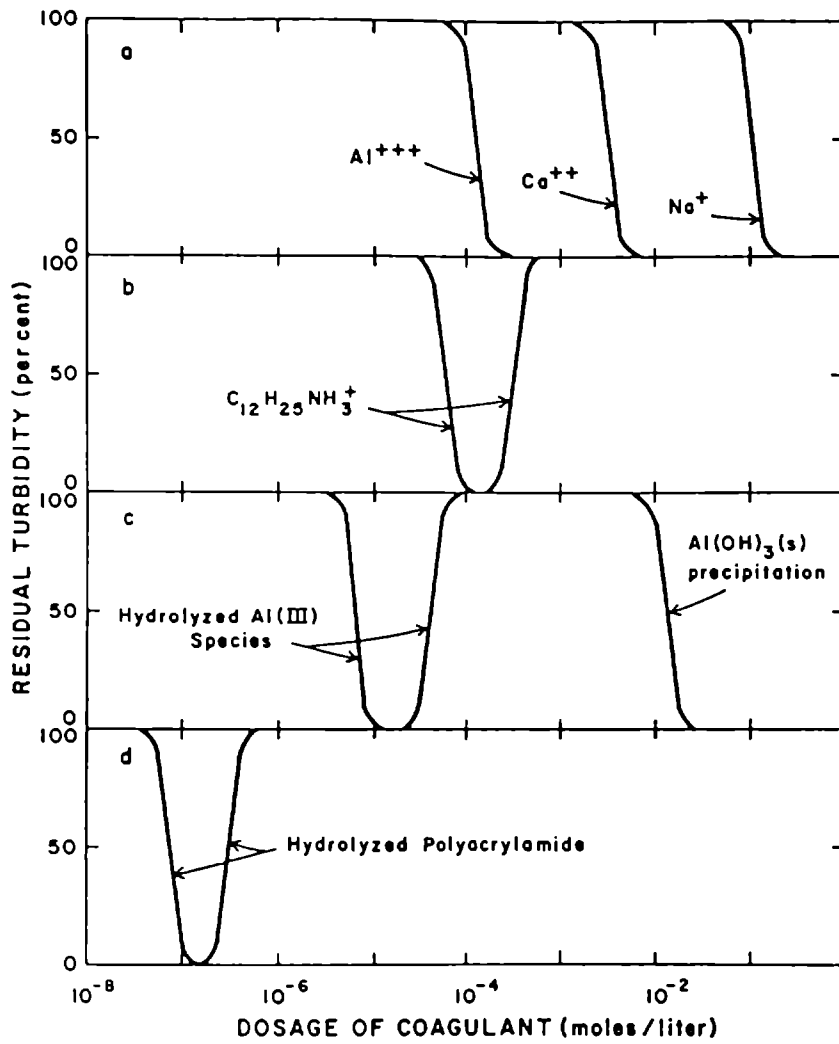 RESIDUAL TURBIDITY (per cent)
100
a
50
0
Al+++
Ca++
Na+
100
b
50
0
C12H25NH3+
100
c
50
0
Hydrolyzed Al(III)
Species
Al(OH)3(s)
precipitation
100
d
50
0
Hydrolyzed Polyacrylamide
10-8
10-6
10-4
10-2
DOSAGE OF COAGULANT (moles/liter)